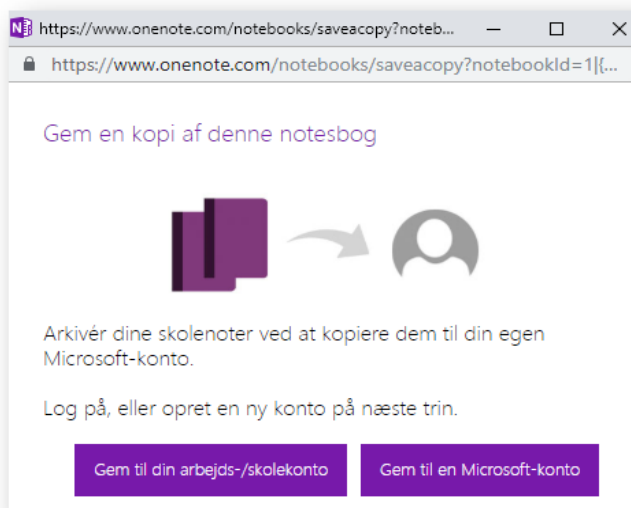 https://www.onenote.com/notebooks/saveacopy?noteb...
https://www.onenote.com/notebooks/saveacopy?notebookId=1|{...
Gem en kopi af denne notesbog
Arkivér dine skolenoter ved at kopiere dem til din egen
Microsoft-konto.
Log på, eller opret en ny konto på næste trin.
Gem til din arbejds-/skolekonto
Gem til en Microsoft-konto